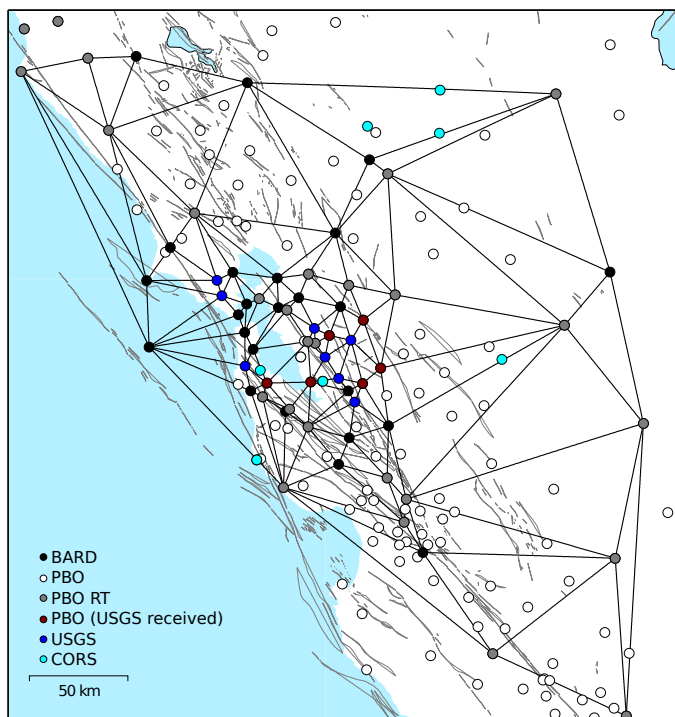 BARD
PBO
PBO RT
PBO (USGS received)
USGS
CORS
50 km